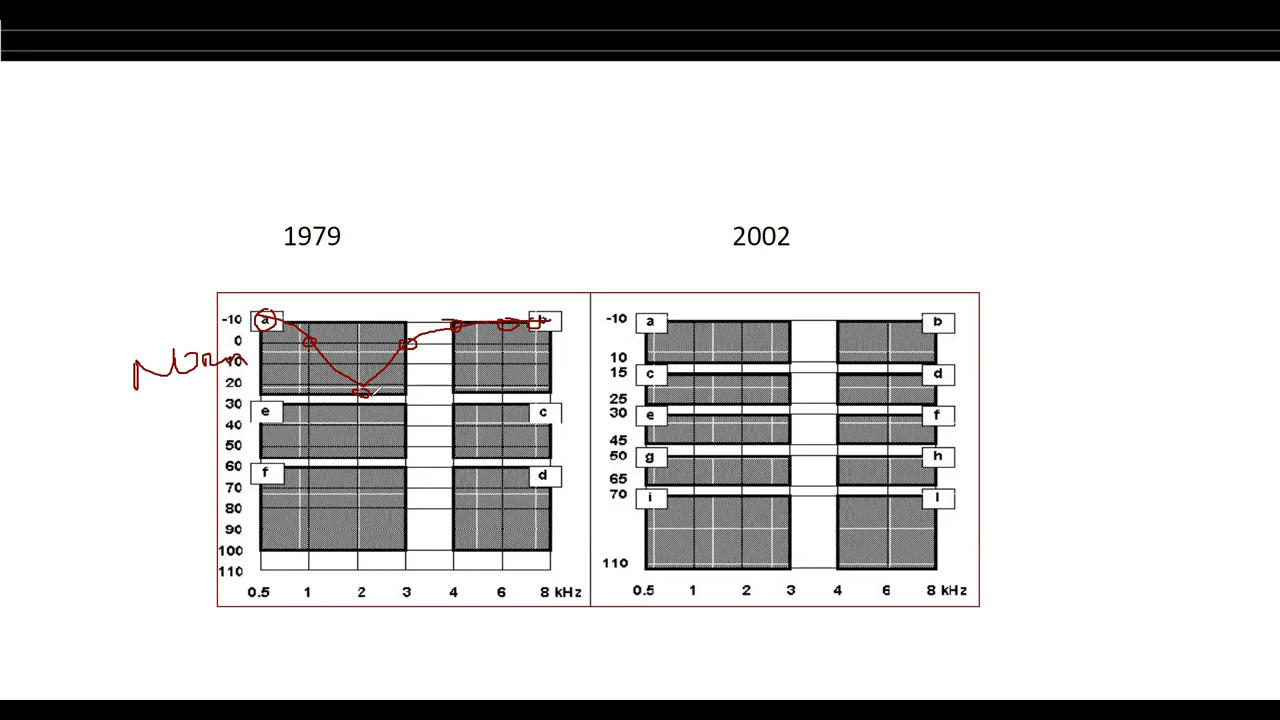 1979 2002
-10 a b
0
Norm 10
20
30 e c
40
50
60 f d
70
80
90
100
110
0.5 1 2 3 4 6 8 kHz
-10 a b
10
15 c d
25
30 e f
45
50 g h
65
70 i l
110
0.5 1 2 3 4 6 8 kHz